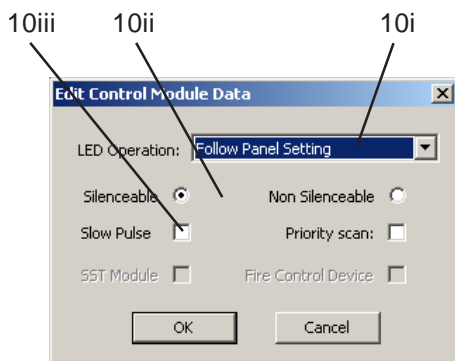 10iii 10ii 10i
Edit Control Module Data
LED Operation: Follow Panel Setting
Silenceable Non Silenceable
Slow Pulse Priority scan:
SST Module Fire Control Device
OK Cancel